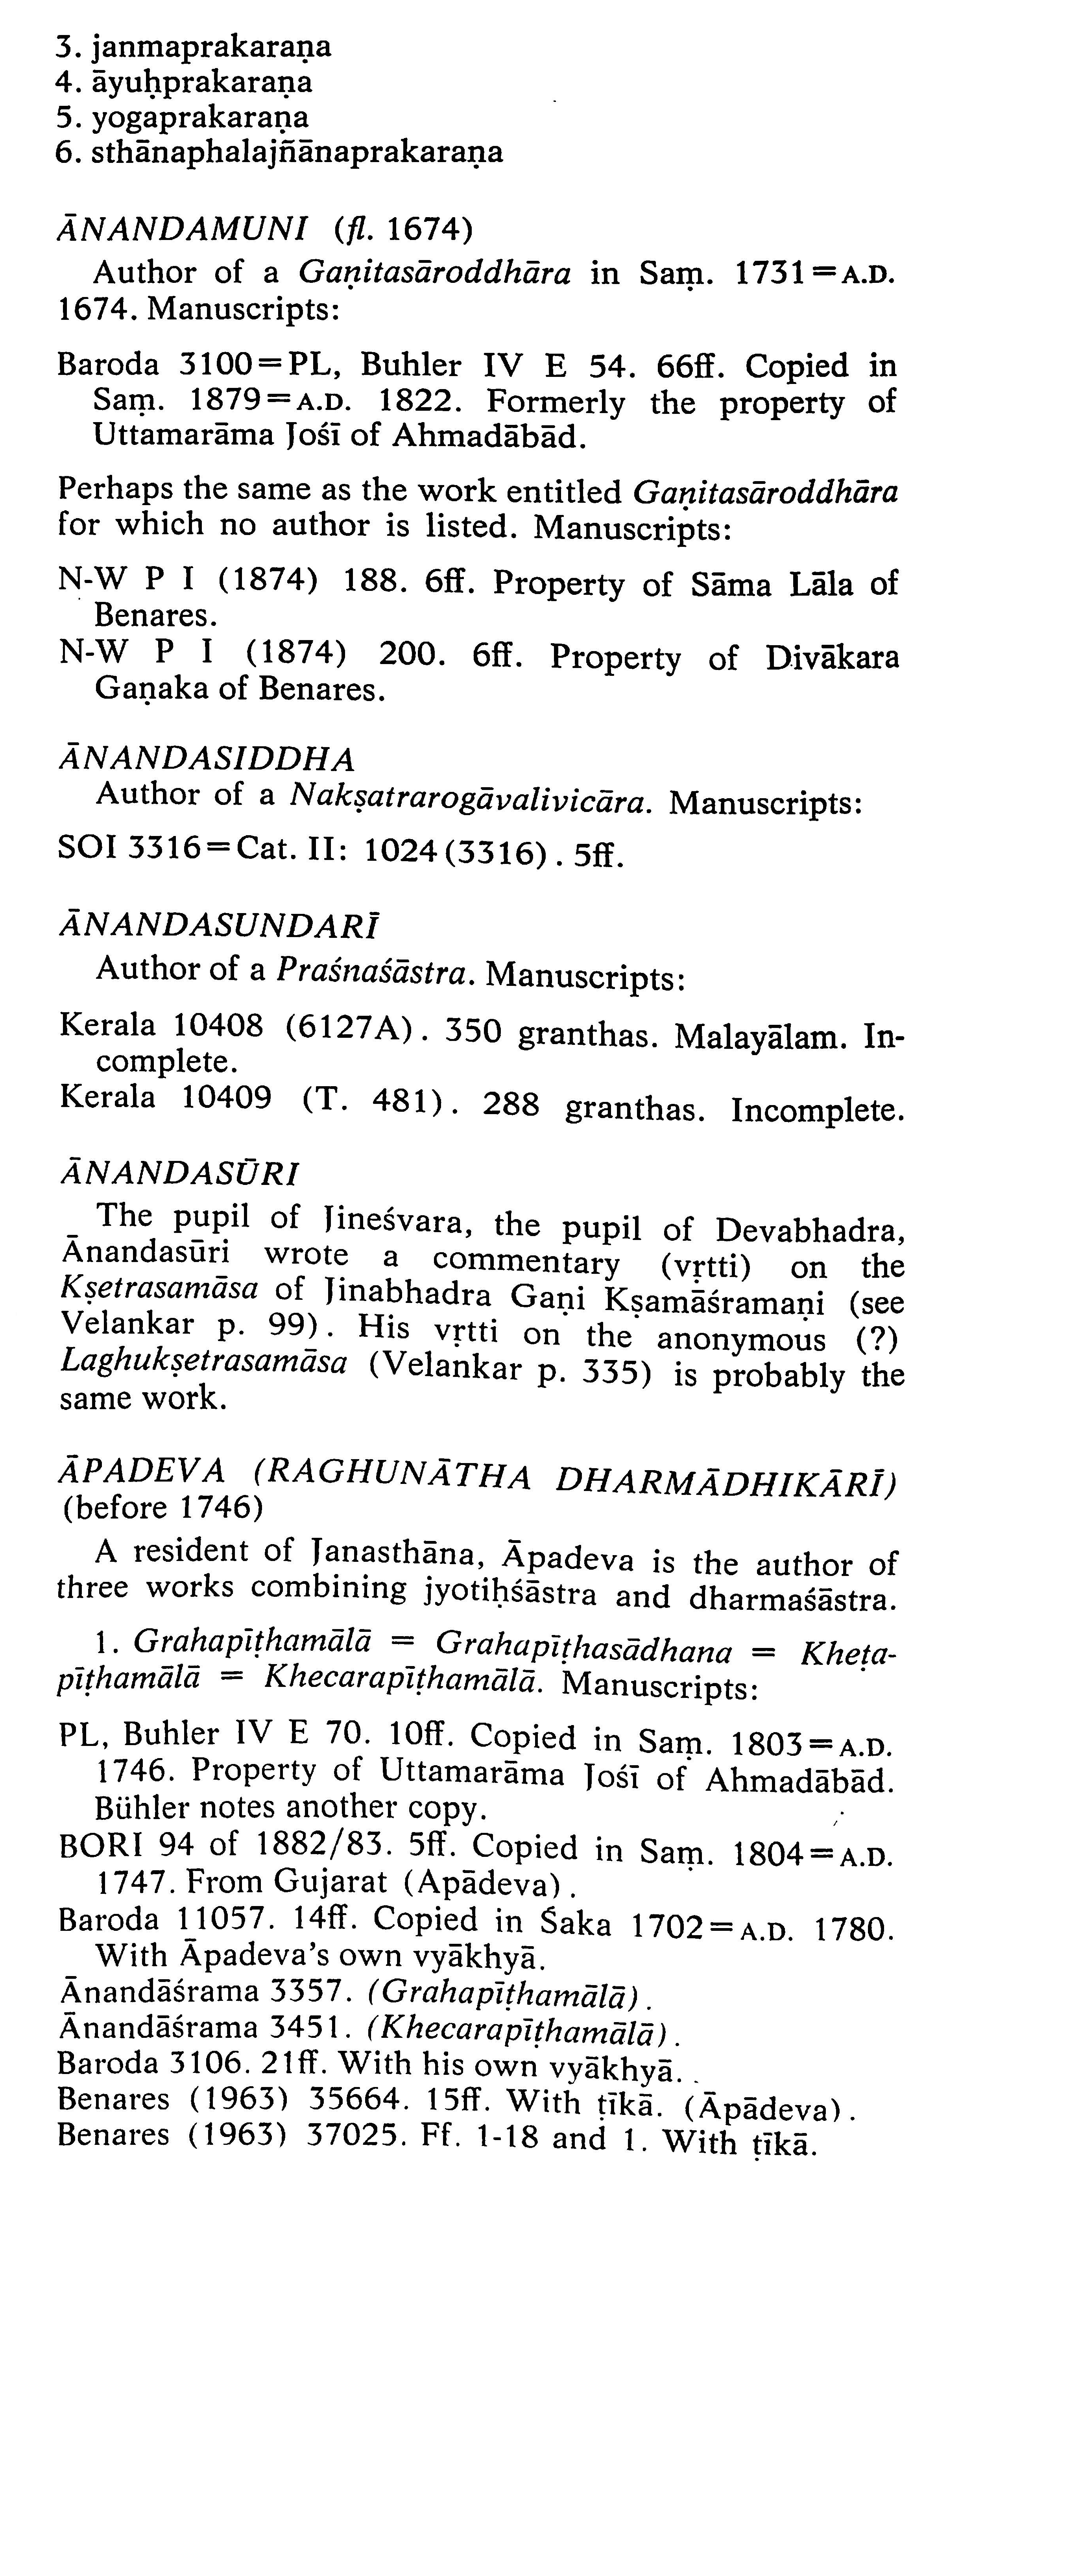 3. janmaprakaraṇa
4. āyuḥprakaraṇa
5. yogaprakaraṇa
6. sthānaphalajñānaprakaraṇa
ĀNANDAMUNI (fl. 1674)
Author of a Gaṇitasāroddhāra in Saṃ. 1731=A.D.
1674. Manuscripts:
Baroda 3100=PL, Buhler IV E 54. 66ff. Copied in
Saṃ. 1879=A.D. 1822. Formerly the property of
Uttamarāma Jośī of Ahmadābād.
Perhaps the same as the work entitled Gaṇitasāroddhāra
for which no author is listed. Manuscripts:
N-W P I (1874) 188. 6ff. Property of Sāma Lāla of
Benares.
N-W P I (1874) 200. 6ff. Property of Divākara
Gaṇaka of Benares.
ĀNANDASIDDHA
Author of a Nakṣatrarogāvalivicāra. Manuscripts:
SOI 3316=Cat. II: 1024(3316). 5ff.
ĀNANDASUNDARĪ
Author of a Praśnaśāstra. Manuscripts:
Kerala 10408 (6127A). 350 granthas. Malayālam. In-
complete.
Kerala 10409 (T. 481). 288 granthas. Incomplete.
ĀNANDASŪRI
The pupil of Jineśvara, the pupil of Devabhadra,
Ānandasūri wrote a commentary (vṛtti) on the
Kṣetrasamāsa of Jinabhadra Gaṇi Kṣamāśramaṇi (see
Velankar p. 99). His vṛtti on the anonymous (?)
Laghukṣetrasamāsa (Velaṅkar p. 335) is probably the
same work.
ĀPADEVA (RAGHUNĀTHA DHARMĀDHIKĀRĪ)
(before 1746)
A resident of Janasthāna, Āpadeva is the author of
three works combining jyotiḥśāstra and dharmaśāstra.
1. Grahapīṭhamālā = Grahapīṭhasādhana = Kheṭa-
pīṭhamālā = Khecarapīṭhamālā. Manuscripts:
PL, Buhler IV E 70. 10ff. Copied in Saṃ. 1803=A.D.
1746. Property of Uttamarāma Jośī of Ahmadābād.
Bühler notes another copy.
BORI 94 of 1882/83. 5ff. Copied in Saṃ. 1804=A.D.
1747. From Gujarat (Apādeva).
Baroda 11057. 14ff. Copied in Śaka 1702=A.D. 1780.
With Āpadeva's own vyākhyā.
Ānandāśrama 3357. (Grahapīṭhamālā).
Ānandāśrama 3451. (Khecarapīṭhamālā).
Baroda 3106. 21ff. With his own vyākhyā.
Benares (1963) 35664. 15ff. With ṭīkā. (Āpādeva).
Benares (1963) 37025. Ff. 1-18 and 1. With ṭīkā.